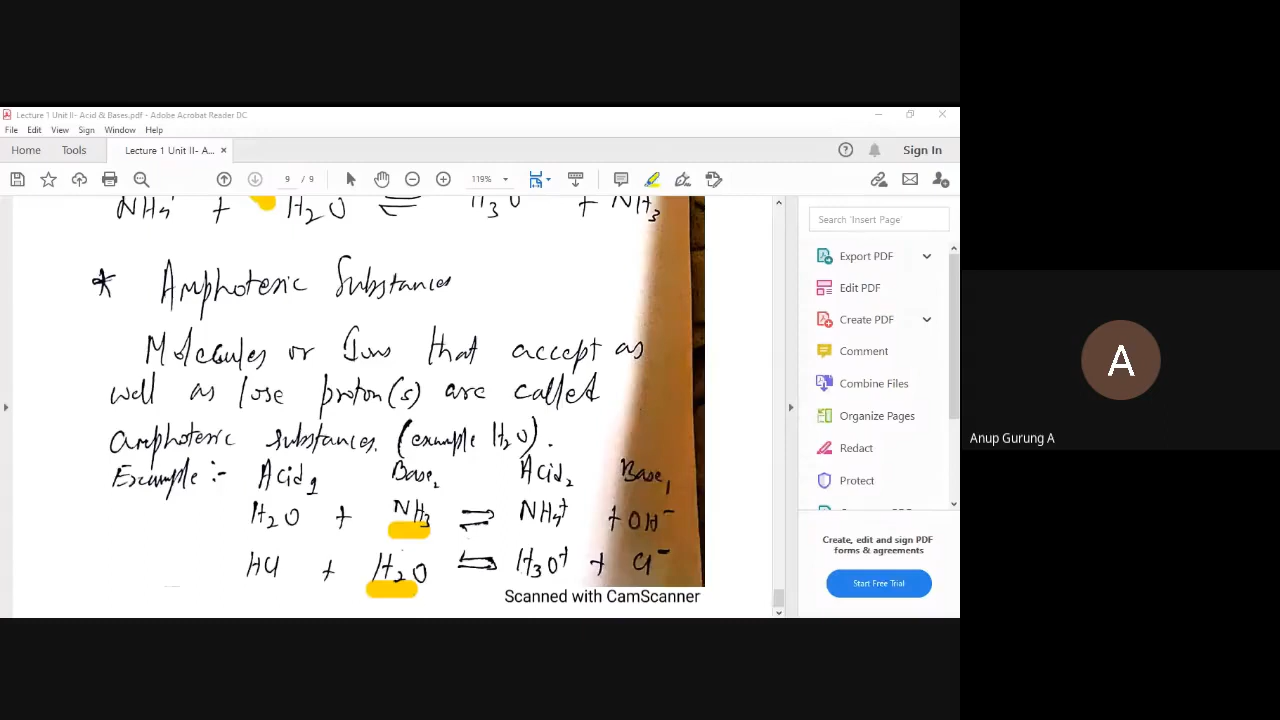 Lecture 1 Unit II- Acid & Bases.pdf - Adobe Acrobat Reader DC
File Edit View Sign Window Help
Home Tools Lecture 1 Unit II- A... × Sign In
9 / 9 119%
NH4+ + H2O ⇌ H3O + NH3
* Amphoteric Substances
Molecules or Ions that accept as
well as lose proton(s) are called
amphoteric substances. (example H2O).
Example :- Acid1 Base2 Acid2 Base1
H2O + NH3 ⇌ NH4+ + OH-
HCl + H2O ⇌ H3O+ + Cl-
Scanned with CamScanner
Search 'Insert Page
Export PDF
Edit PDF
Create PDF
Comment
Combine Files
Organize Pages
Redact
Protect
Create, edit and sign PDF
forms & agreements
Start Free Trial
A
Anup Gurung A